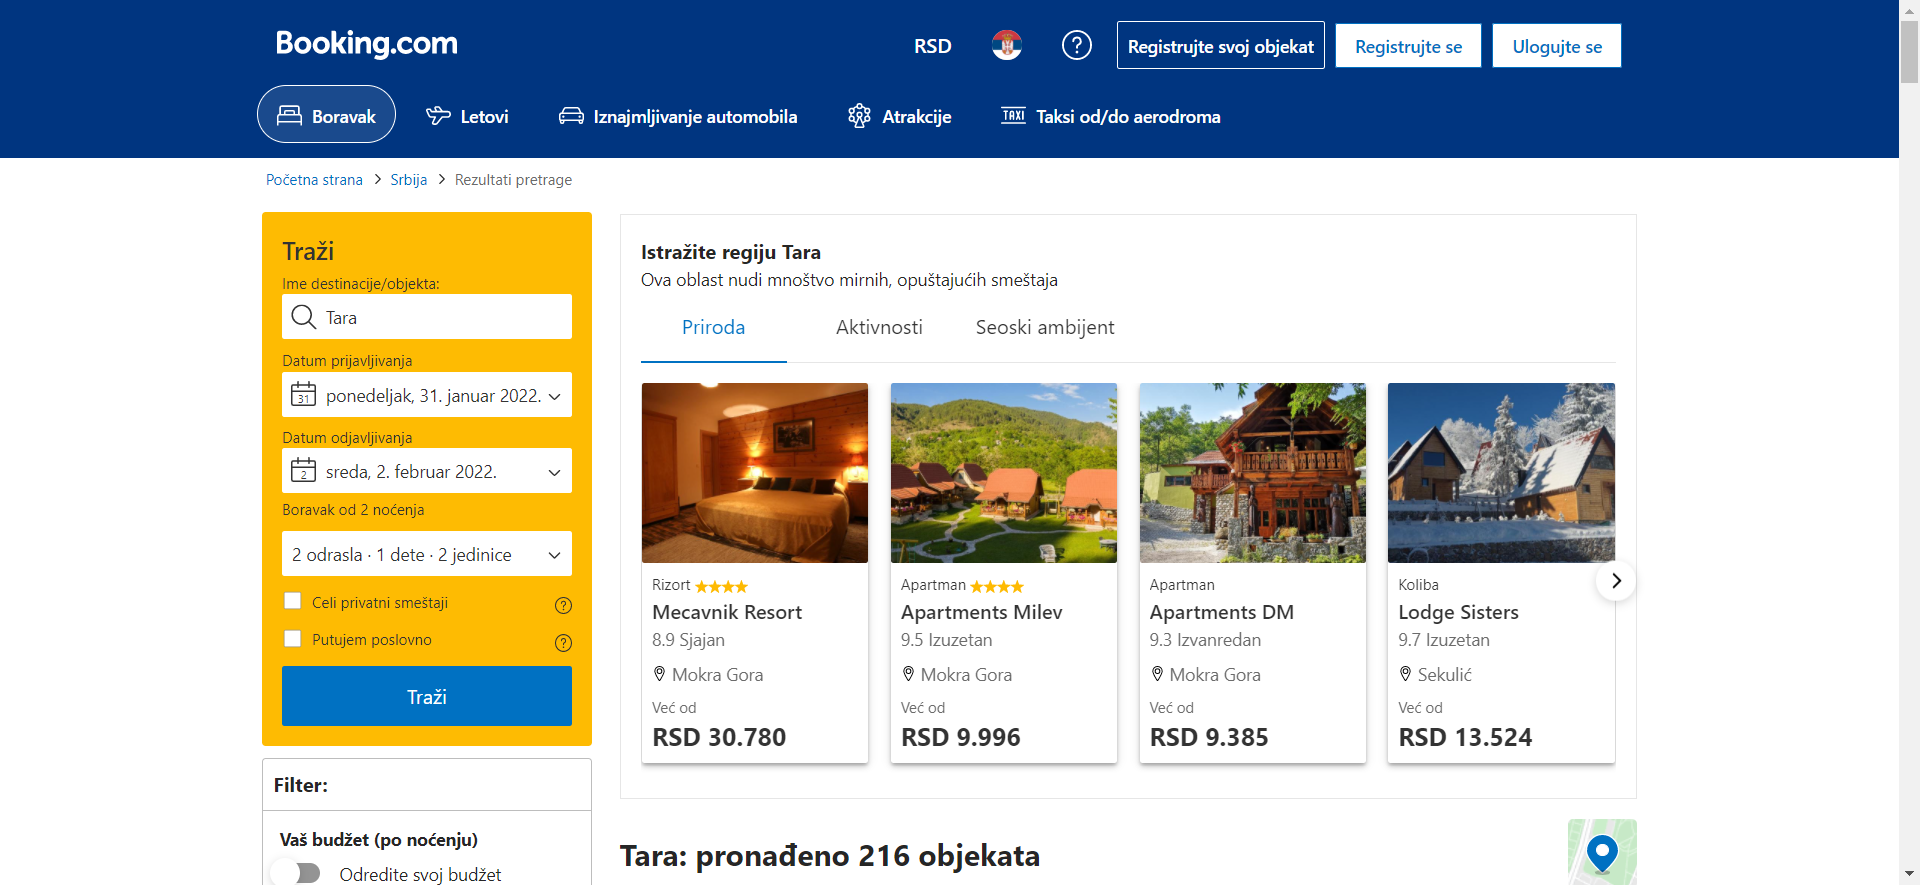 Booking.com
RSD
Registrujte svoj objekat
Registrujte se
Ulogujte se
Boravak
Letovi
Iznajmljivanje automobila
Atrakcije
TAXI
Taksi od/do aerodroma
Početna strana > Srbija > Rezultati pretrage
Traži
Ime destinacije/objekta:
Tara
Datum prijavljivanja
31
ponedeljak, 31. januar 2022.
Datum odjavljivanja
2
sreda, 2. februar 2022.
Boravak od 2 noćenja
2 odrasla · 1 dete · 2 jedinice
Celi privatni smeštaji
Putujem poslovno
Traži
Filter:
Vaš budžet (po noćenju)
Odredite svoj budžet
Istražite regiju Tara
Ova oblast nudi mnoštvo mirnih, opuštajućih smeštaja
Priroda
Aktivnosti
Seoski ambijent
Rizort
Mecavnik Resort
8.9 Sjajan
Mokra Gora
Već od
RSD 30.780
Apartman
Apartments Milev
9.5 Izuzetan
Mokra Gora
Već od
RSD 9.996
Apartman
Apartments DM
9.3 Izvanredan
Mokra Gora
Već od
RSD 9.385
Koliba
Lodge Sisters
9.7 Izuzetan
Sekulić
Već od
RSD 13.524
Tara: pronađeno 216 objekata